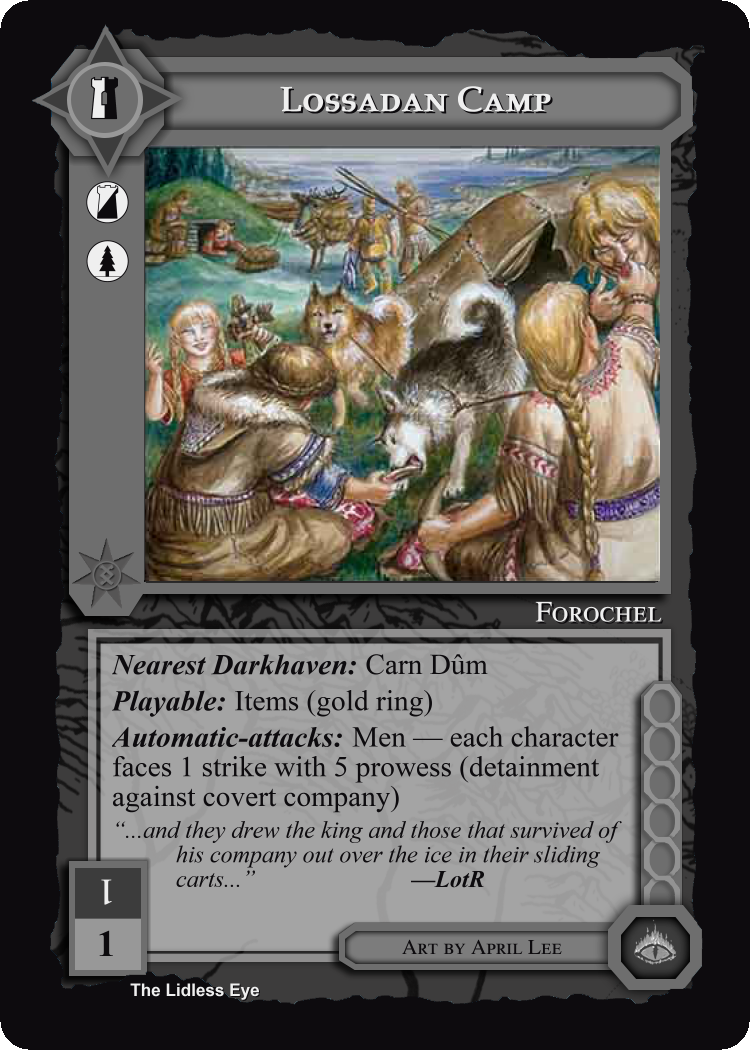 Lossadan Camp
Forochel
Nearest Darkhaven: Carn Dûm
Playable: Items (gold ring)
Automatic-attacks: Men — each character
faces 1 strike with 5 prowess (detainment
against covert company)
“...and they drew the king and those that survived of
his company out over the ice in their sliding
carts...” —LotR
1
1
Art by April Lee
The Lidless Eye